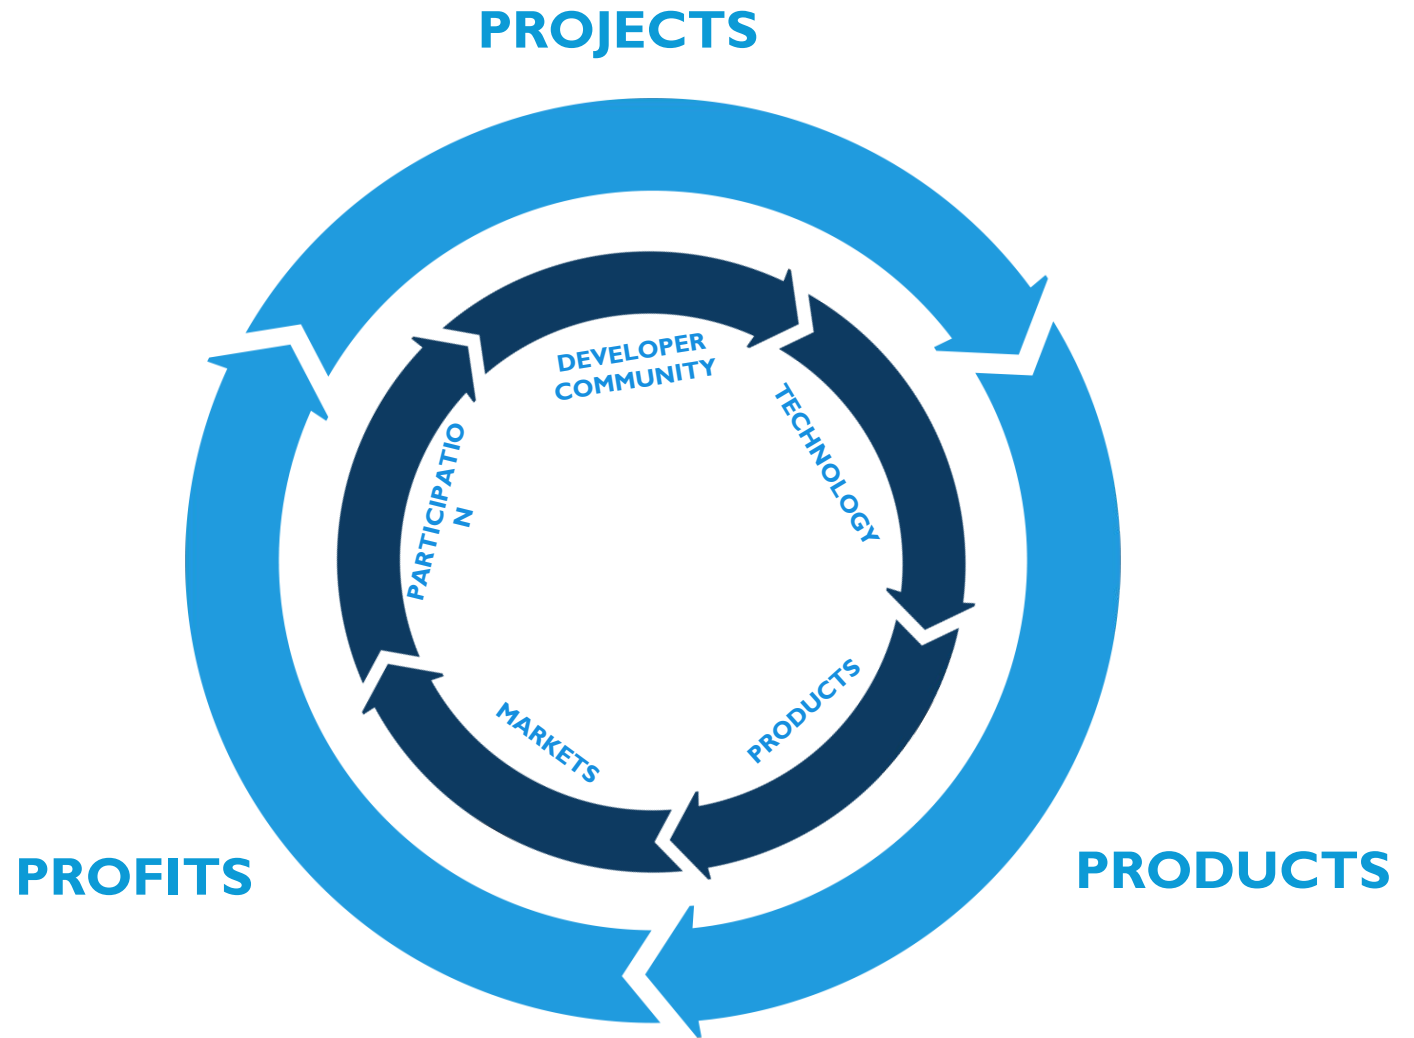 PROJECTS
DEVELOPER
COMMUNITY
TECHNOLOGY
PRODUCTS
MARKETS
PARTICIPATIO
N
PROFITS
PRODUCTS